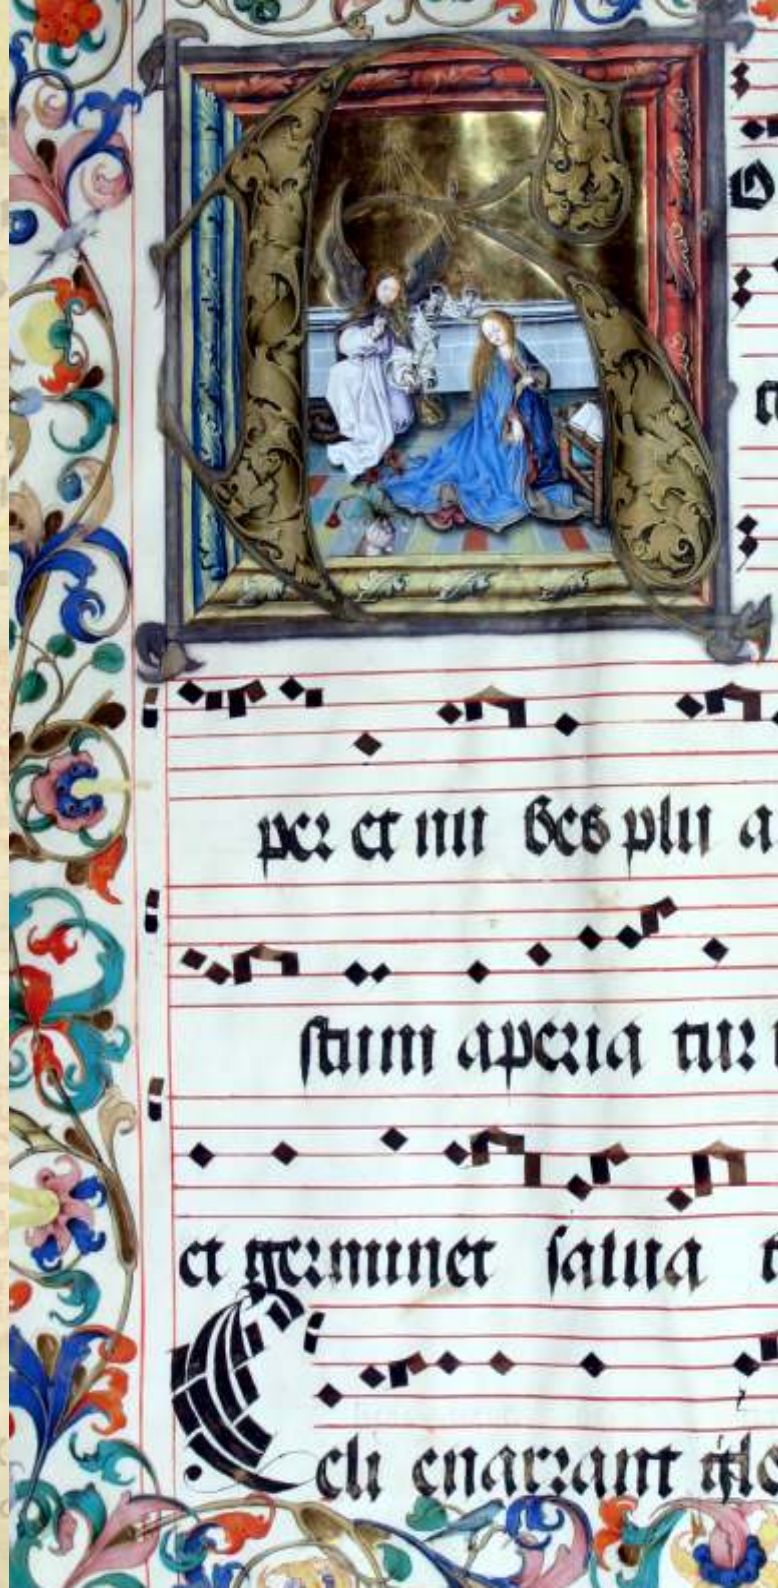 R
per et nu bes plu a
stum aperia tur
et germinet salua
Celi enarrant glo